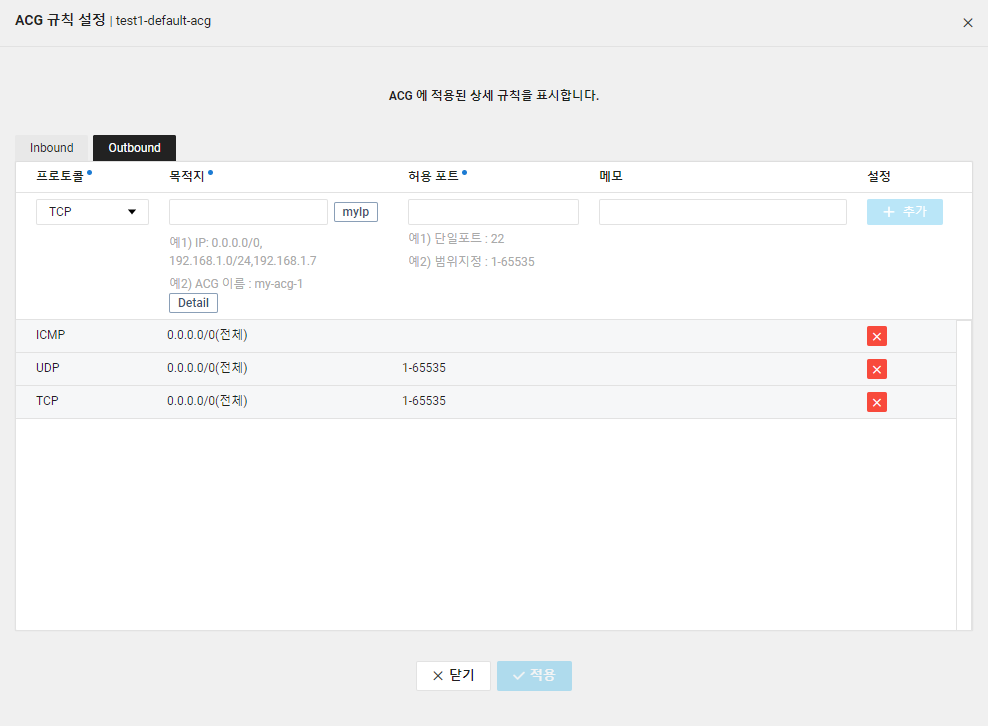 ACG 규칙 설정 | test1-default-acg
ACG 에 적용된 상세 규칙을 표시합니다.
Inbound Outbound
프로토콜 목적지 허용 포트 메모 설정
TCP myIp + 추가
예1) IP: 0.0.0.0/0,
192.168.1.0/24,192.168.1.7
예2) ACG 이름 : my-acg-1
Detail
예1) 단일포트 : 22
예2) 범위지정 : 1-65535
ICMP 0.0.0.0/0(전체)
UDP 0.0.0.0/0(전체) 1-65535
TCP 0.0.0.0/0(전체) 1-65535
닫기 적용